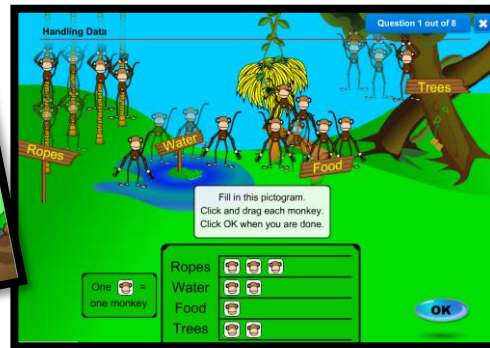 Handling Data
Question 1 out of 8
Trees
Ropes
Water
Food
Fill in this pictogram.
Click and drag each monkey.
Click OK when you are done.
One =
one monkey
Ropes
Water
Food
Trees
OK